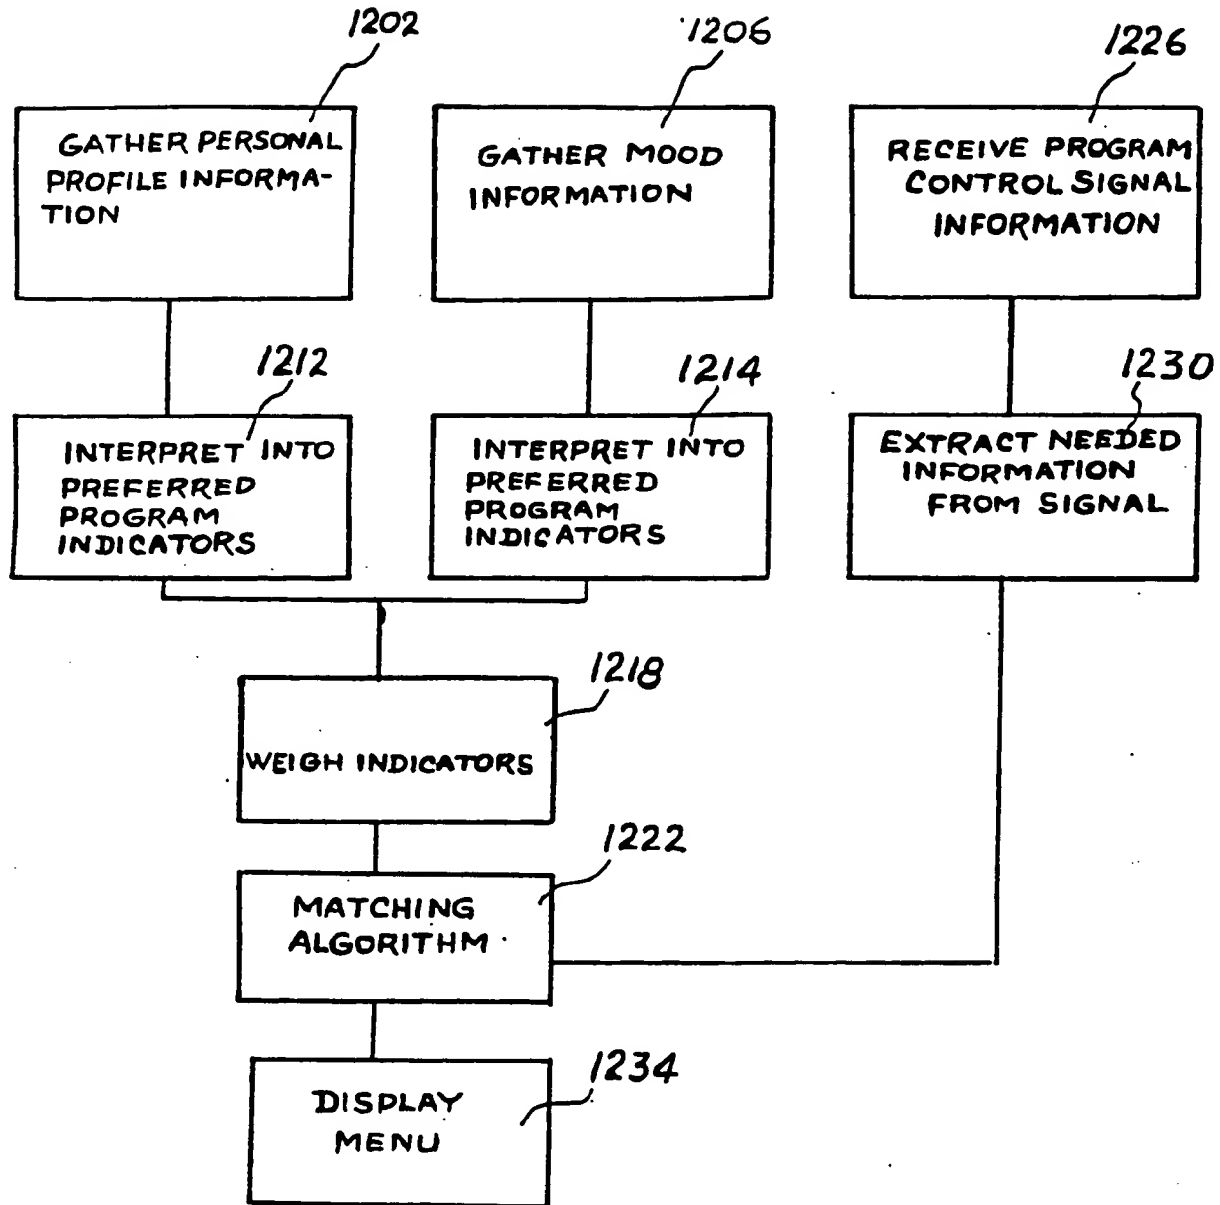 1202
1206
1226
GATHER PERSONAL
PROFILE INFORMA-
TION
GATHER MOOD
INFORMATION
RECEIVE PROGRAM
CONTROL SIGNAL
INFORMATION
1212
1214
1230
INTERPRET INTO
PREFERRED
PROGRAM
INDICATORS
INTERPRET INTO
PREFERRED
PROGRAM
INDICATORS
EXTRACT NEEDED
INFORMATION
FROM SIGNAL
1218
WEIGH INDICATORS
1222
MATCHING
ALGORITHM
1234
DISPLAY
MENU